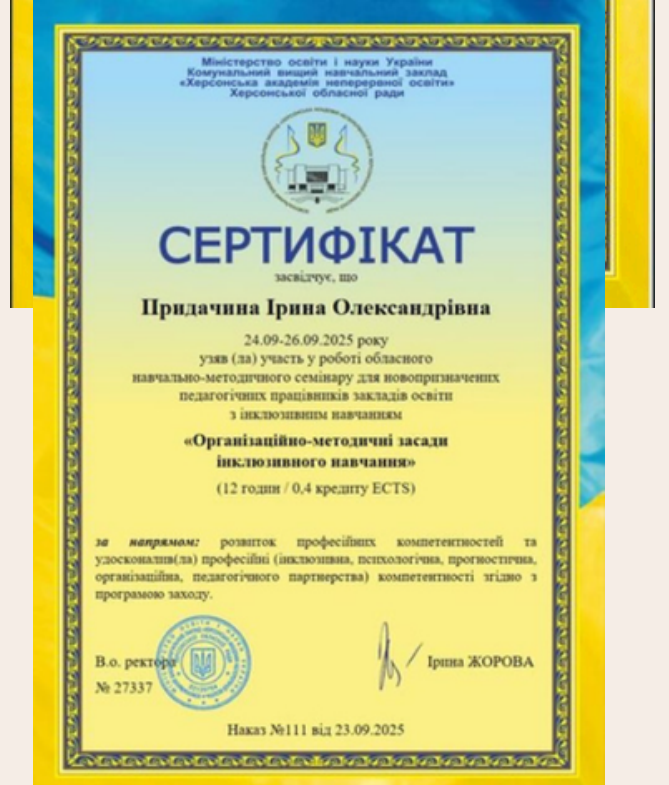 Міністерство освіти і науки України
Комунальний вищий навчальний заклад
«Херсонська академія неперервної освіти»
Херсонської обласної ради
СЕРТИФІКАТ
засвідчує, що
Придачина Ірина Олександрівна
24.09-26.09.2025 року
узяв (ла) участь у роботі обласного
навчально-методичного семінару для новопризначених
педагогічних працівників закладів освіти
з інклюзивним навчанням
«Організаційно-методичні засади
інклюзивного навчання»
(12 годин / 0,4 кредиту ECTS)
за напрямом: розвиток професійних компетентностей та
удосконалив(ла) професійні (інклюзивна, психологічна, прогностична,
організаційна, педагогічного партнерства) компетентності згідно з
програмою заходу.
В.о. ректора
Ірина ЖОРОВА
№ 27337
Наказ №111 від 23.09.2025